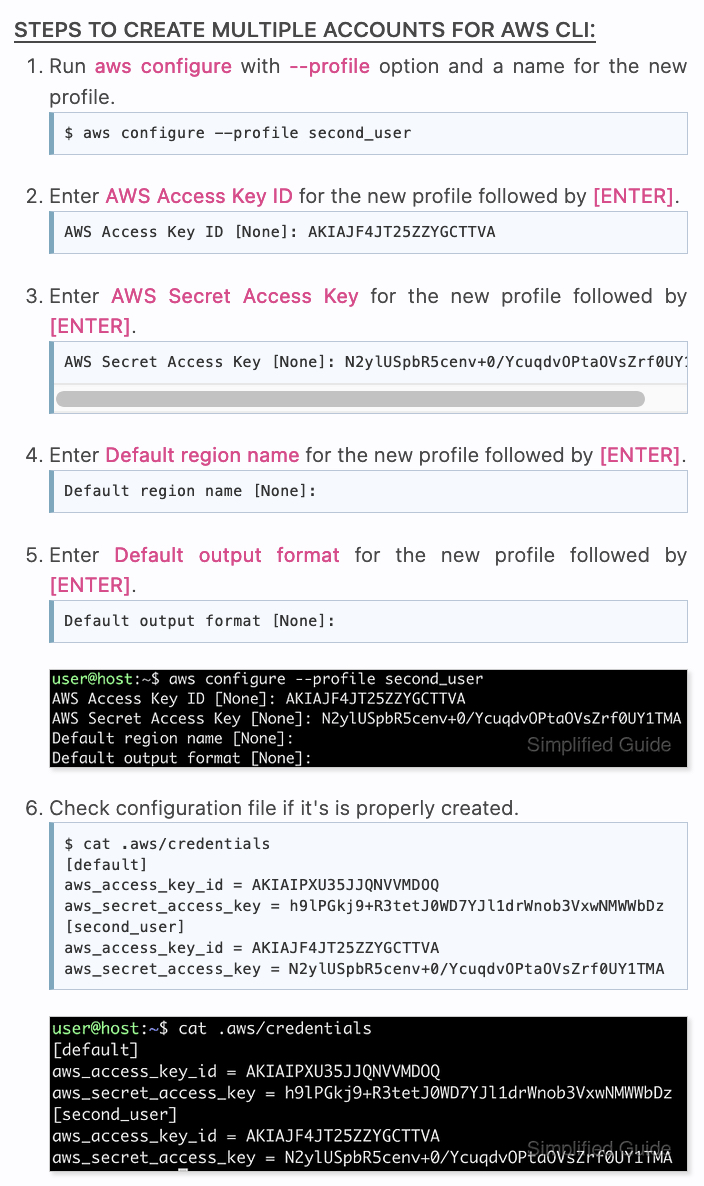 STEPS TO CREATE MULTIPLE ACCOUNTS FOR AWS CLI:
1. Run aws configure with --profile option and a name for the new
profile.
$ aws configure --profile second_user
2. Enter AWS Access Key ID for the new profile followed by [ENTER].
AWS Access Key ID [None]: AKIAJF4JT25ZZYGCTTVA
3. Enter AWS Secret Access Key for the new profile followed by
[ENTER].
AWS Secret Access Key [None]: N2ylUSpbR5cenv+0/YcuqdvOPtaOVsZrf0UY1
4. Enter Default region name for the new profile followed by [ENTER].
Default region name [None]:
5. Enter Default output format for the new profile followed by
[ENTER].
Default output format [None]:
user@host:~$ aws configure --profile second_user
AWS Access Key ID [None]: AKIAJF4JT25ZZYGCTTVA
AWS Secret Access Key [None]: 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
Default region name [None]:
Default output format [None]:
Simplified Guide
6. Check configuration file if it's is properly created.
$ cat .aws/credentials
[default]
aws_access_key_id = AKIAIPXU35JJQNVVMDOQ
aws_secret_access_key = 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
[second_user]
aws_access_key_id = AKIAJF4JT25ZZYGCTTVA
aws_secret_access_key = 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
user@host:~$ cat .aws/credentials
[default]
aws_access_key_id = AKIAIPXU35JJQNVVMDOQ
aws_secret_access_key = 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
[second_user]
aws_access_key_id = AKIAJF4JT25ZZYGCTTVA
aws_secret_access_key = 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
Simplified Guide